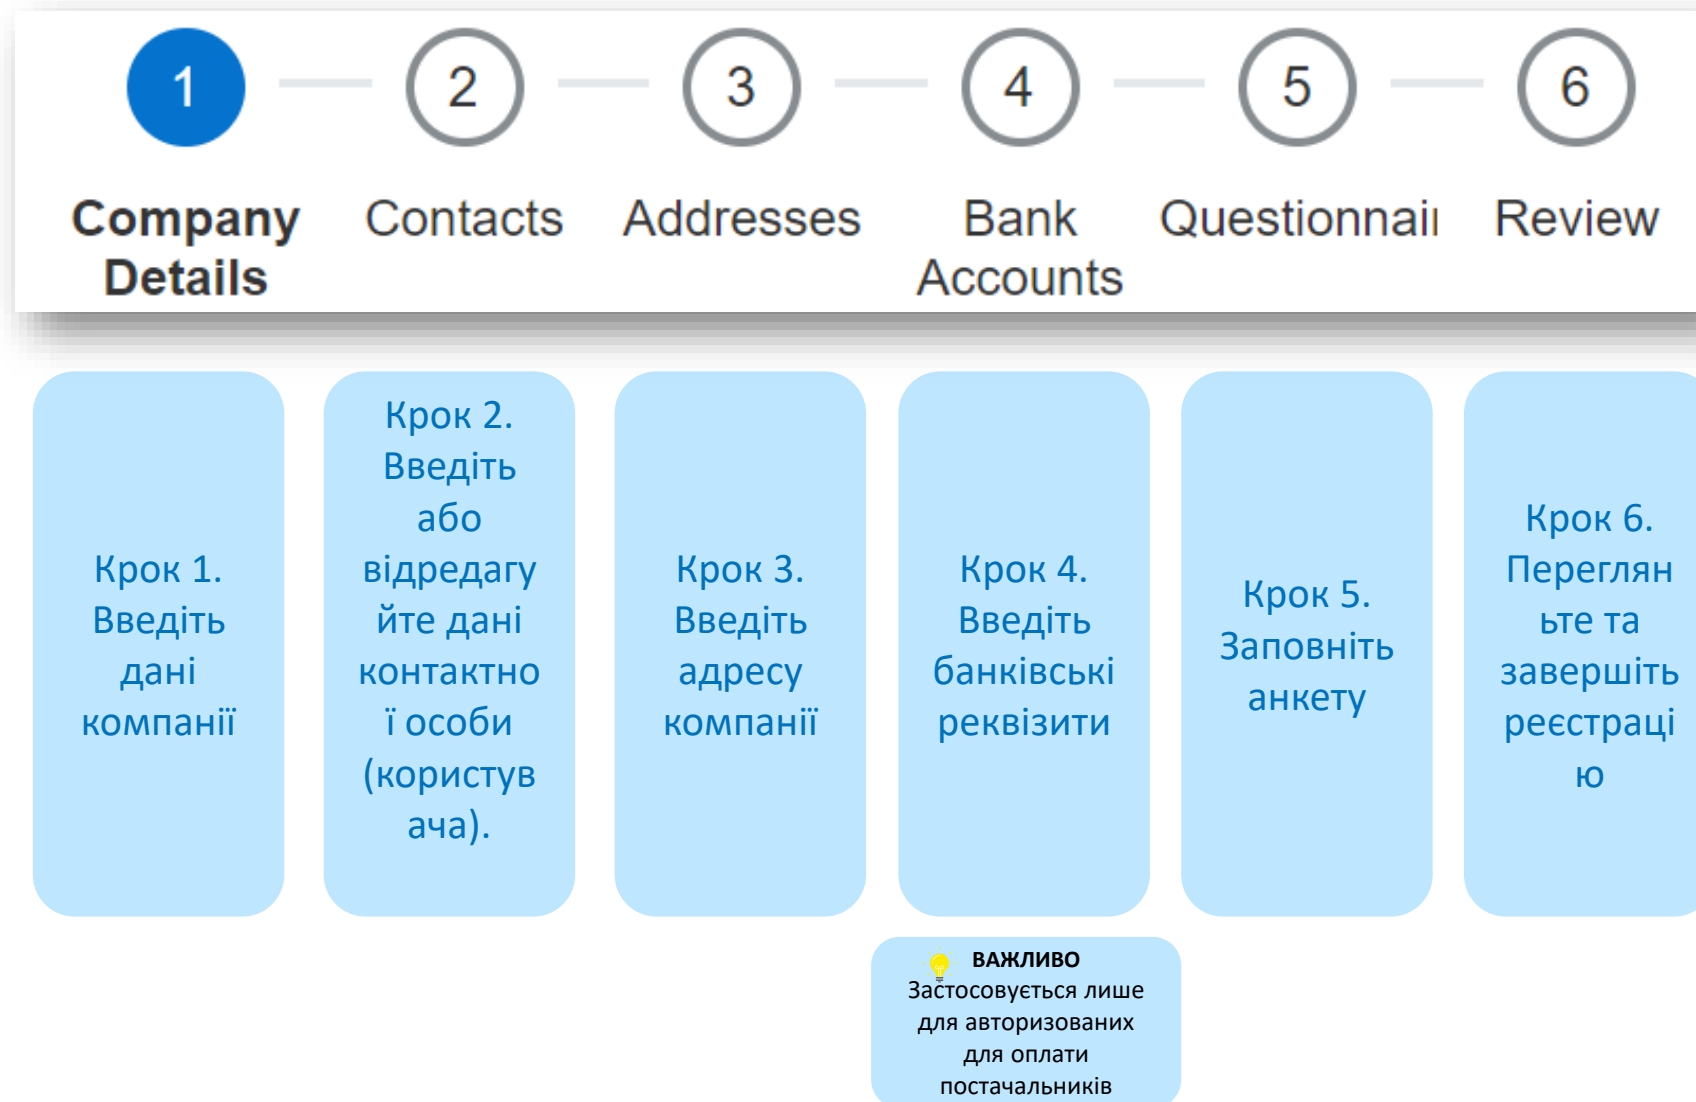 1
2
3
4
5
6
Company
Details
Contacts
Addresses
Bank
Accounts
Questionnair
Review
Крок 1.
Введіть
дані
компанії
Крок 2.
Введіть
або
відредагу
йте дані
контактно
ї особи
(користув
ача).
Крок 3.
Введіть
адресу
компанії
Крок 4.
Введіть
банківські
реквізити
Крок 5.
Заповніть
анкету
Крок 6.
Переглян
ьте та
завершіть
реєстраці
ю
ВАЖЛИВО
Застосовується лише
для авторизованих
для оплати
постачальників